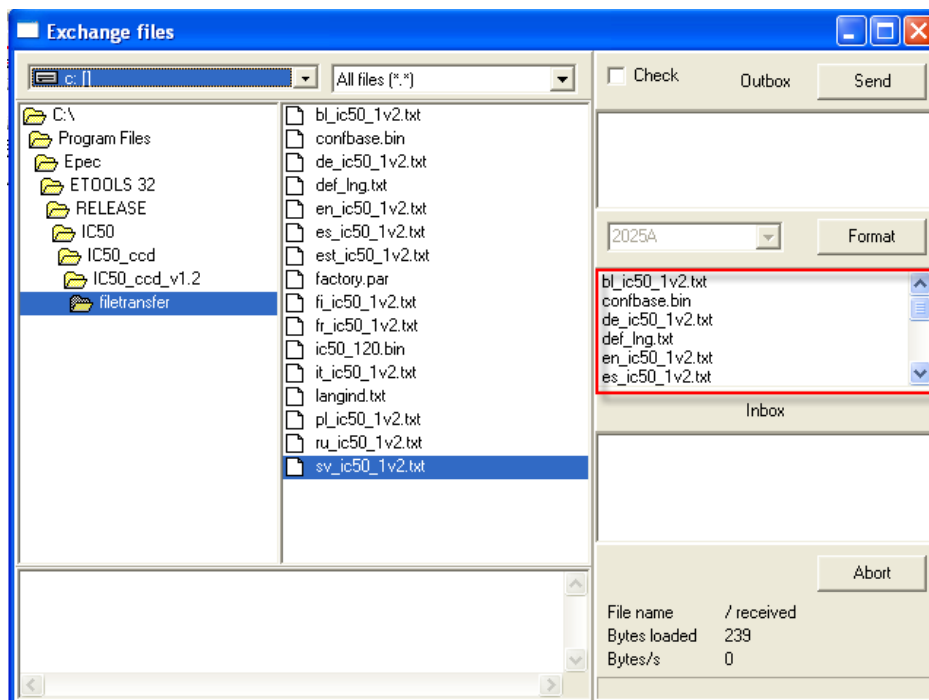 Exchange files
c: []
All files (*.*)
Check
Outbox
Send
C:\
Program Files
Epec
ETOOLS 32
RELEASE
IC50
IC50_ccd
IC50_ccd_v1.2
filetransfer
bl_ic50_1v2.txt
confbase.bin
de_ic50_1v2.txt
def_lng.txt
en_ic50_1v2.txt
es_ic50_1v2.txt
est_ic50_1v2.txt
factory.par
fi_ic50_1v2.txt
fr_ic50_1v2.txt
ic50_120.bin
it_ic50_1v2.txt
langind.txt
pl_ic50_1v2.txt
ru_ic50_1v2.txt
sv_ic50_1v2.txt
2025A
Format
bl_ic50_1v2.txt
confbase.bin
de_ic50_1v2.txt
def_lng.txt
en_ic50_1v2.txt
es_ic50_1v2.txt
Inbox
Abort
File name / received
Bytes loaded 239
Bytes/s 0